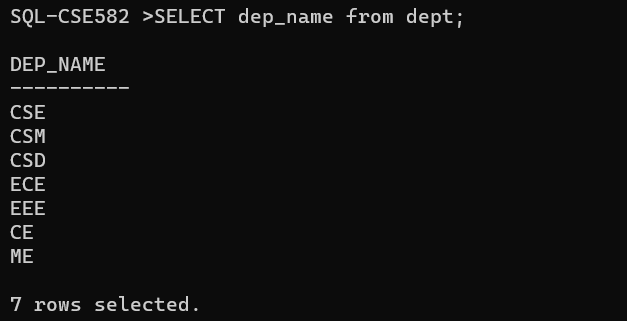 SQL-CSE582 >SELECT dep_name from dept;
DEP_NAME
----------
CSE
CSM
CSD
ECE
EEE
CE
ME
7 rows selected.